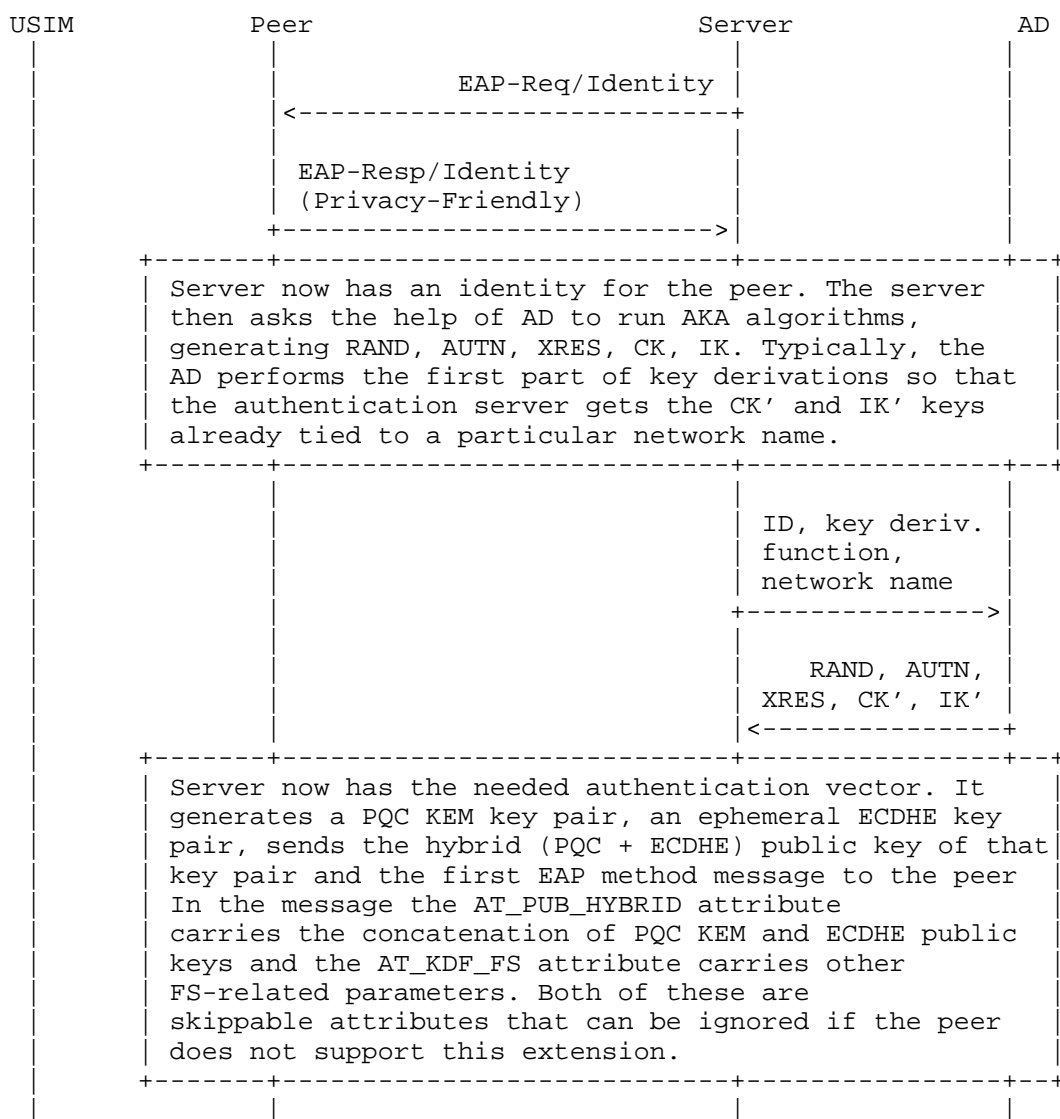 USIM Peer Server AD
EAP-Req/Identity
EAP-Resp/Identity
(Privacy-Friendly)
Server now has an identity for the peer. The server
then asks the help of AD to run AKA algorithms,
generating RAND, AUTN, XRES, CK, IK. Typically, the
AD performs the first part of key derivations so that
the authentication server gets the CK’ and IK’ keys
already tied to a particular network name.
ID, key deriv.
function,
network name
RAND, AUTN,
XRES, CK’, IK’
Server now has the needed authentication vector. It
generates a PQC KEM key pair, an ephemeral ECDHE key
pair, sends the hybrid (PQC + ECDHE) public key of that
key pair and the first EAP method message to the peer
In the message the AT_PUB_HYBRID attribute
carries the concatenation of PQC KEM and ECDHE public
keys and the AT_KDF_FS attribute carries other
FS-related parameters. Both of these are
skippable attributes that can be ignored if the peer
does not support this extension.